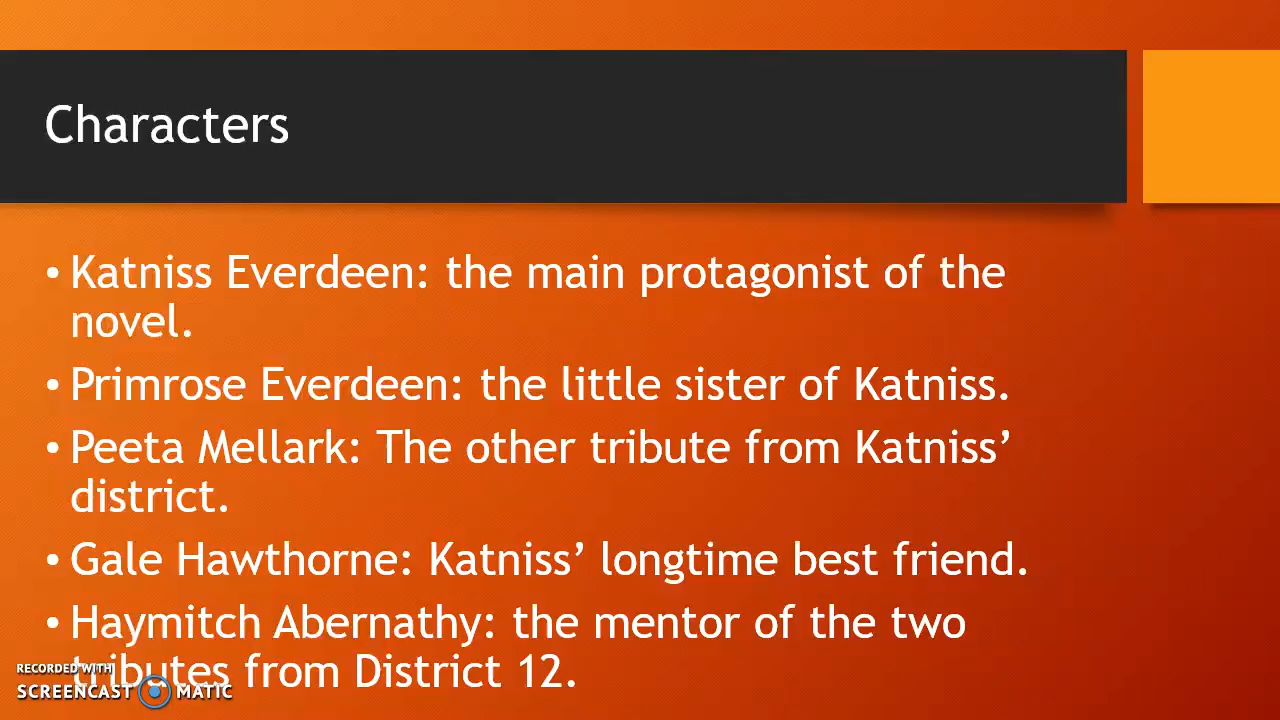 Characters
• Katniss Everdeen: the main protagonist of the
novel.
• Primrose Everdeen: the little sister of Katniss.
• Peeta Mellark: The other tribute from Katniss’
district.
• Gale Hawthorne: Katniss’ longtime best friend.
• Haymitch Abernathy: the mentor of the two
tributes from District 12.
RECORDED WITH
SCREENCAST MATIC